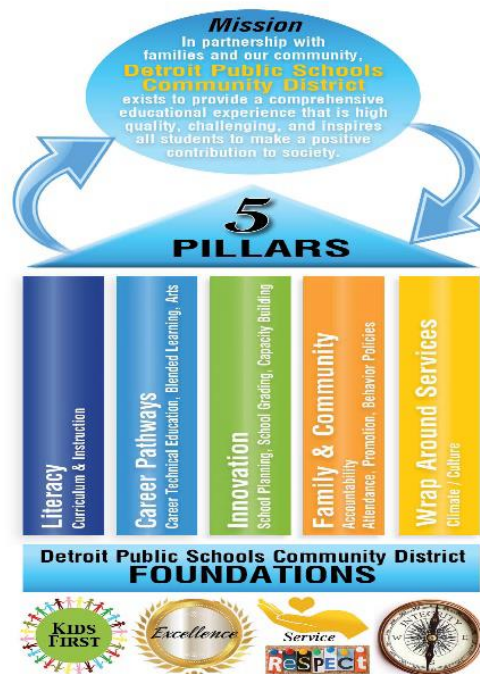 Mission
In partnership with
families and our community,
Detroit Public Schools
Community District
exists to provide a comprehensive
educational experience that is high
quality, challenging, and inspires
all students to make a positive
contribution to society.
5
PILLARS
Literacy
Curriculum & Instruction
Career Pathways
Career Technical Education, Blended Learning, Arts
Innovation
School Planning, School Grading, Capacity Building
Family & Community
Accountability
Attendance, Promotion, Behavior Policies
Wrap Around Services
Climate / Culture
Detroit Public Schools Community District
FOUNDATIONS
KIDS
FIRST
Excellence
Service
ReSPECt
INTEGRITY
W
E